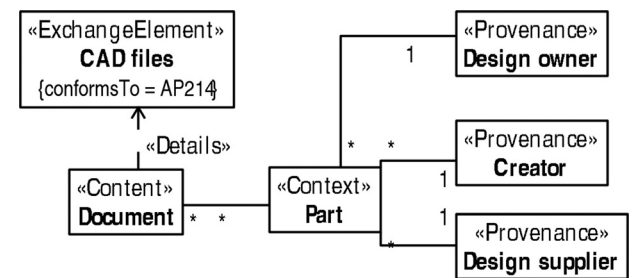 «ExchangeElement»
CAD files
{conformsTo = AP214}
«Details»
«Content»
Document
*
*
«Context»
Part
*
1
«Provenance»
Design owner
*
1
«Provenance»
Creator
*
1
«Provenance»
Design supplier